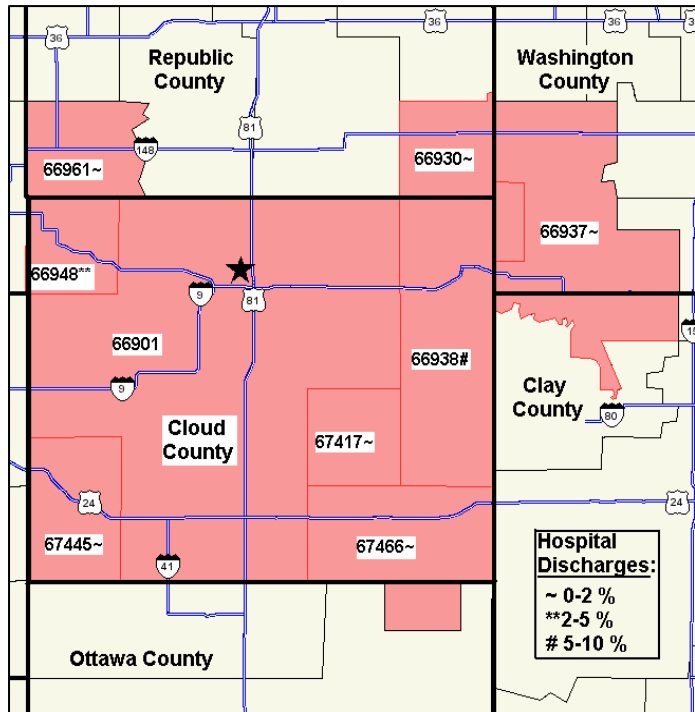 36
36
36
3
Republic
County
Washington
County
81
148
66961~
66930~
66937~
66948**
9
81
15
66901
66938#
9
Clay
County
80
Cloud
County
67417~
24
24
67445~
41
67466~
Hospital
Discharges:
~ 0-2 %
**2-5 %
# 5-10 %
Ottawa County